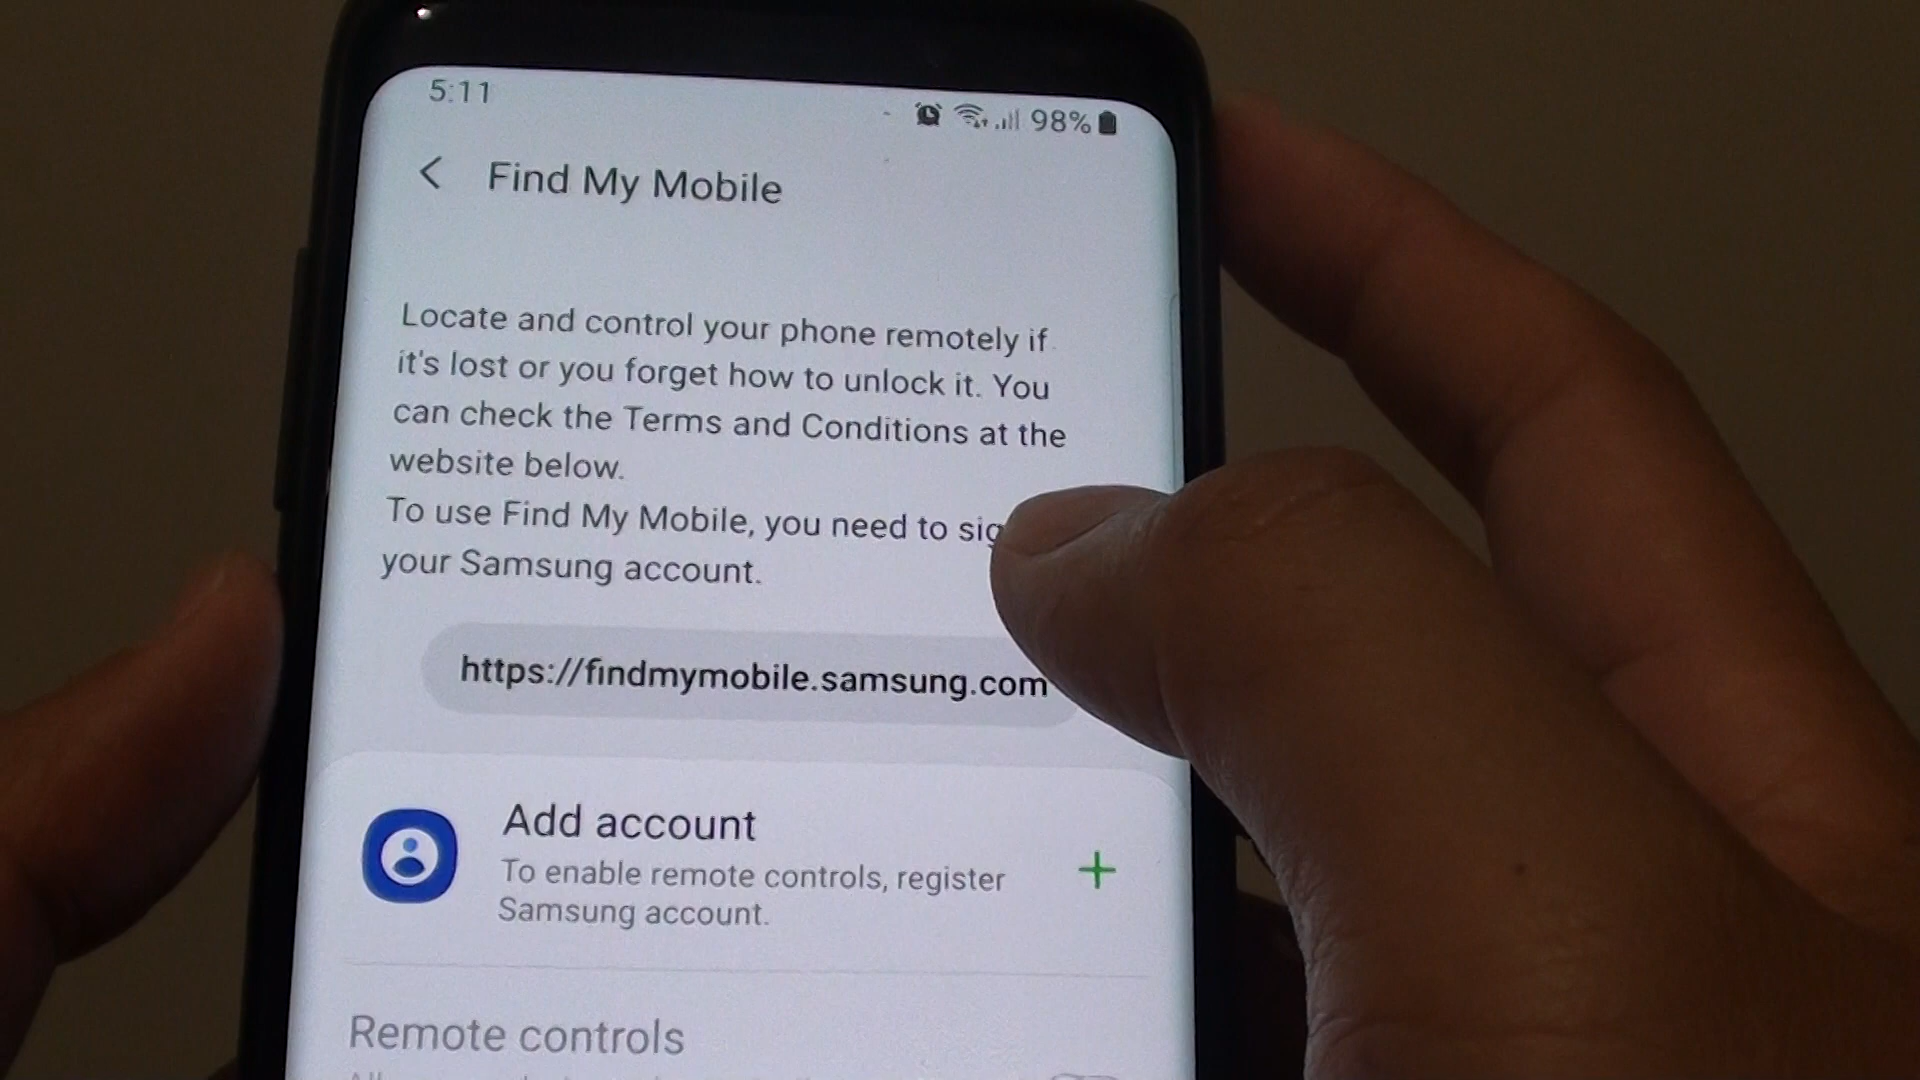 5:11
98%
Find My Mobile
Locate and control your phone remotely if
it's lost or you forget how to unlock it. You
can check the Terms and Conditions at the
website below.
To use Find My Mobile, you need to
your Samsung account.
https://findmymobile.samsung.com
Add account
To enable remote controls, register
Samsung account.
Remote controls